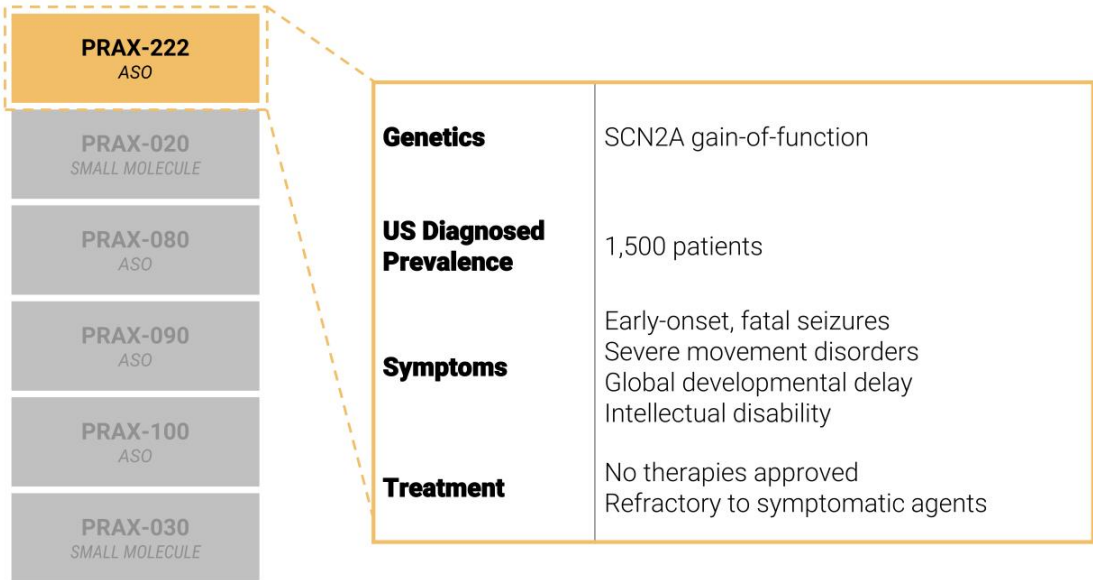 PRAX-222
ASO
PRAX-020
SMALL MOLECULE
PRAX-080
ASO
PRAX-090
ASO
PRAX-100
ASO
PRAX-030
SMALL MOLECULE
Genetics
SCN2A gain-of-function
US Diagnosed
Prevalence
1,500 patients
Symptoms
Early-onset, fatal seizures
Severe movement disorders
Global developmental delay
Intellectual disability
Treatment
No therapies approved
Refractory to symptomatic agents